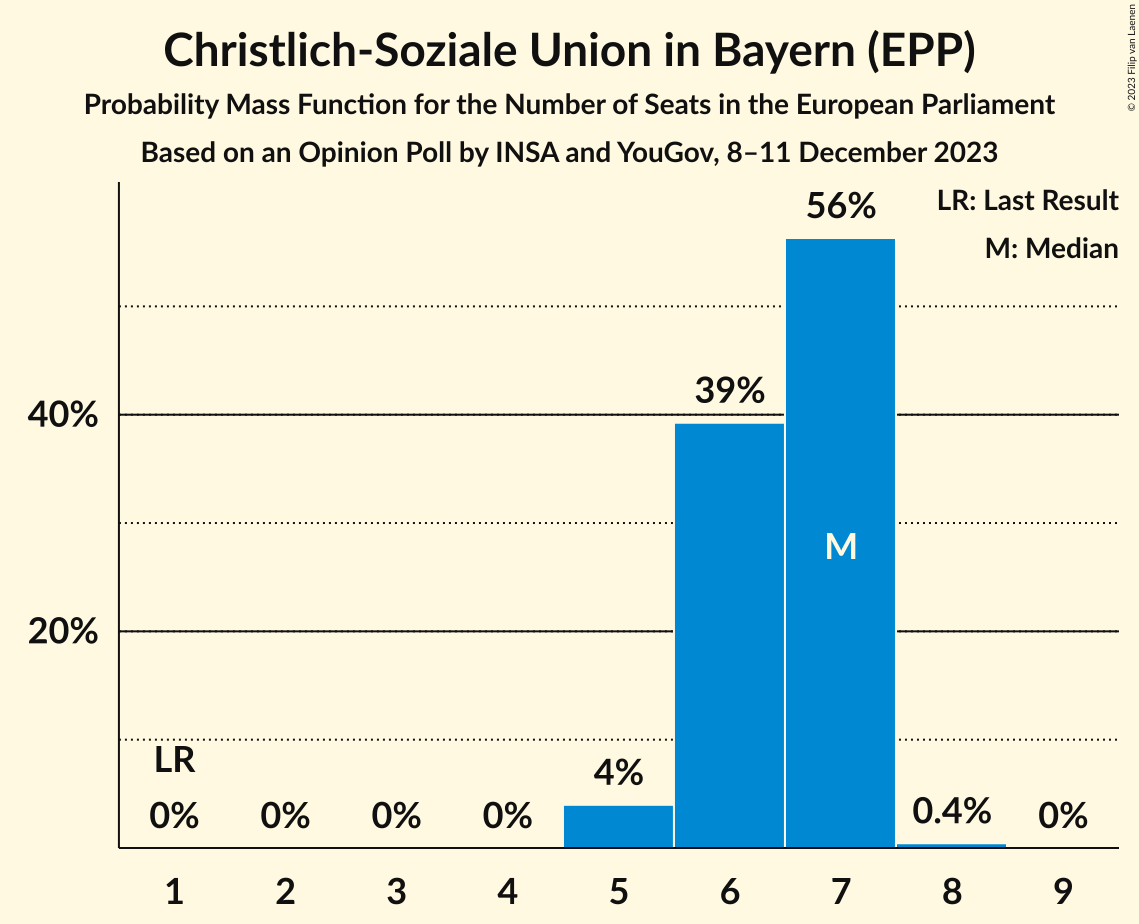 Christlich-Soziale Union in Bayern (EPP)
Probability Mass Function for the Number of Seats in the European Parliament
Based on an Opinion Poll by INSA and YouGov, 8–11 December 2023
© 2023 Filip van Laenen
LR: Last Result
M: Median
56%
39%
40%
M
20%
LR
4%
0%
0%
0%
0%
0.4%
0%
1 2 3 4 5 6 7 8 9